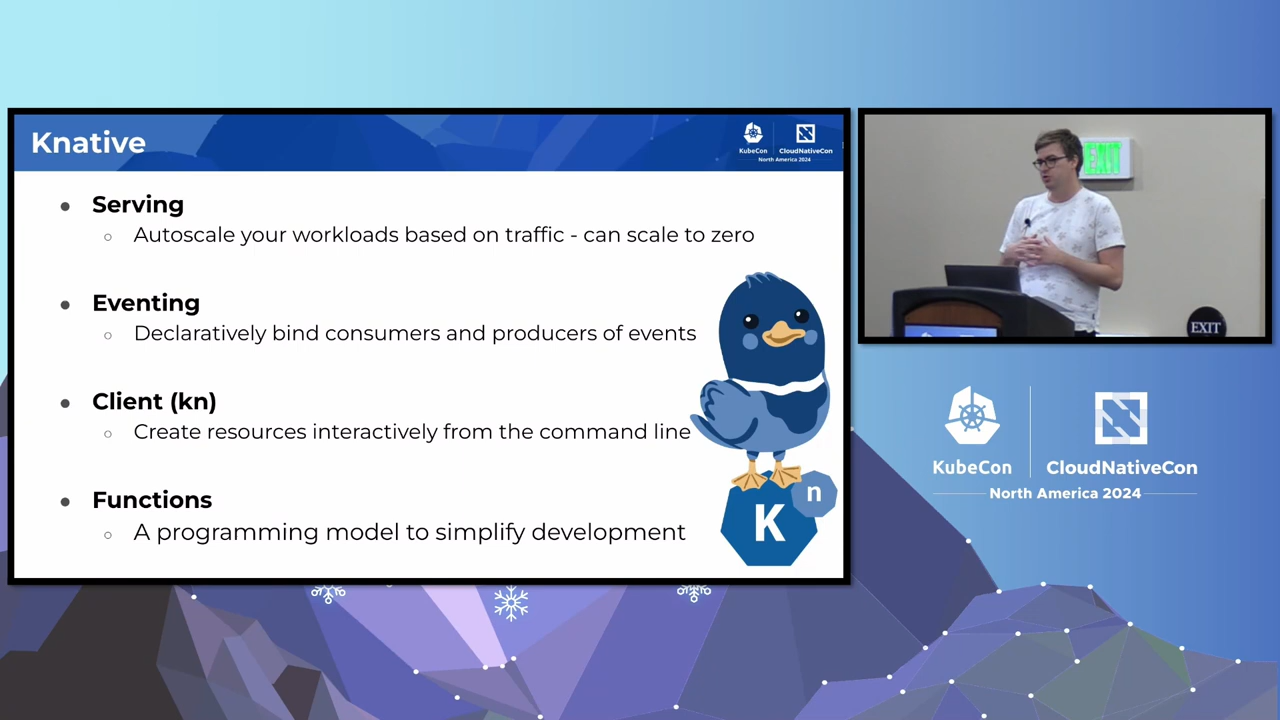 Knative
KubeCon
CloudNativeCon
North America 2024
Serving
Autoscale your workloads based on traffic - can scale to zero
Eventing
Declaratively bind consumers and producers of events
Client (kn)
Create resources interactively from the command line
Functions
A programming model to simplify development
K
n
EXIT
EXIT
KubeCon
CloudNativeCon
North America 2024